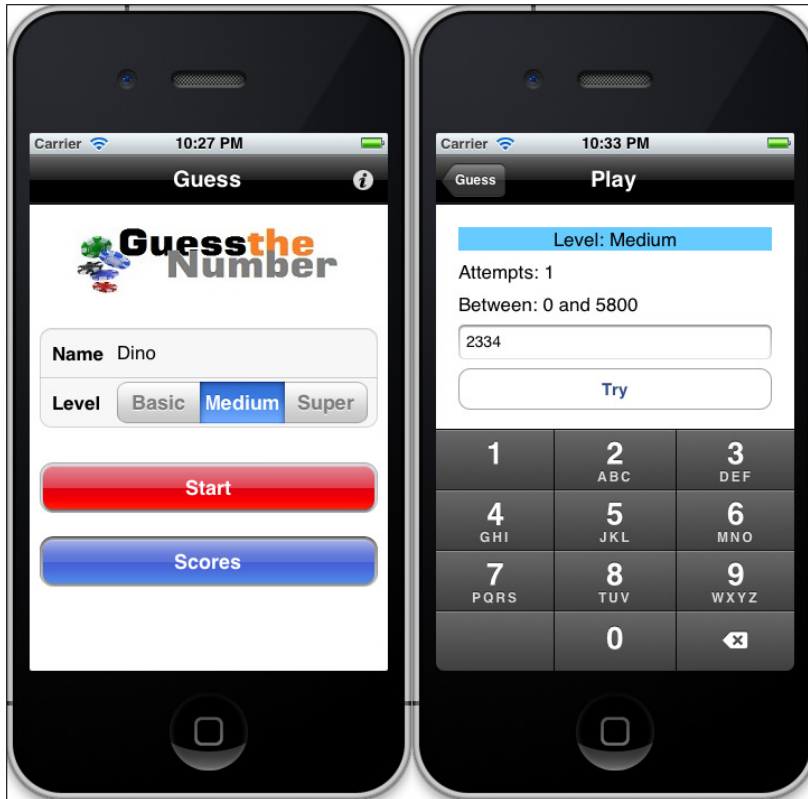 Carrier 10:27 PM
Guess
Guessthe
Number
Name Dino
Level Basic Medium Super
Start
Scores
Carrier 10:33 PM
Guess Play
Level: Medium
Attempts: 1
Between: 0 and 5800
2334
Try
1 2 3
ABC DEF
4 5 6
GHI JKL MNO
7 8 9
PQRS TUV WXYZ
0